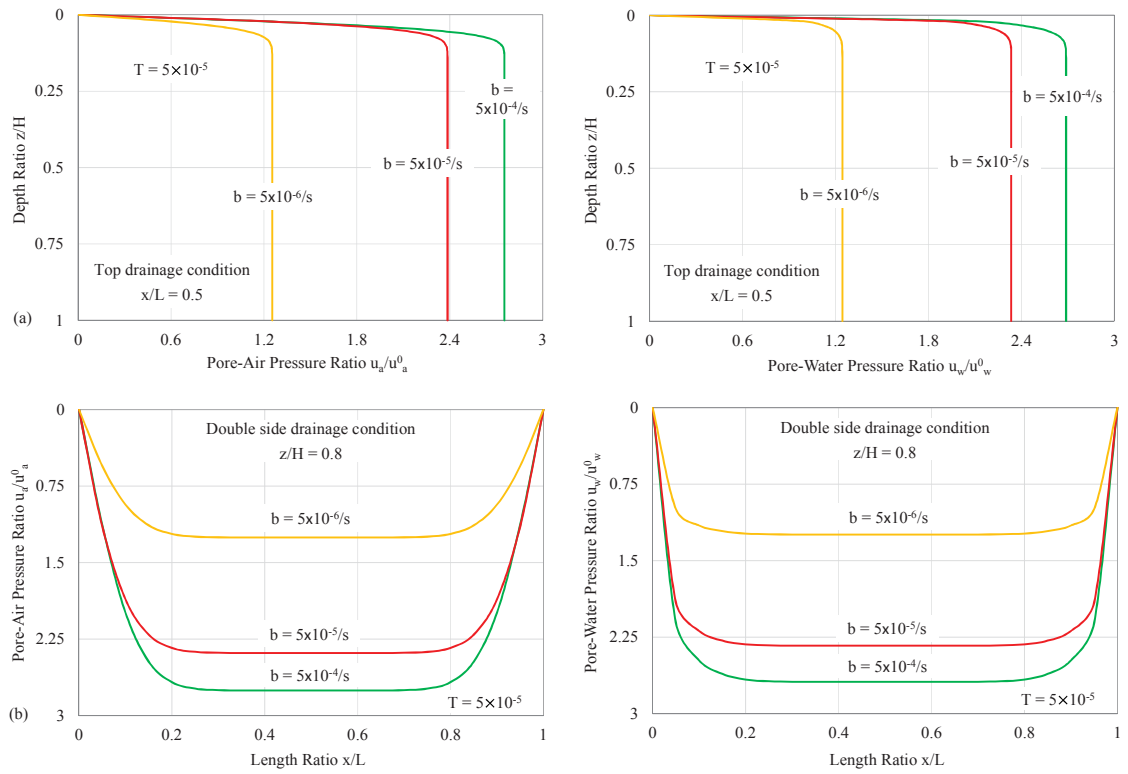 0
0.25
0.5
0.75
1
Depth Ratio z/H
T = 5×10⁻⁵
b =
5x10⁻⁴/s
b = 5x10⁻⁵/s
b = 5x10⁻⁶/s
Top drainage condition
x/L = 0.5
(a)
0 0.6 1.2 1.8 2.4 3
Pore-Air Pressure Ratio uₐ/u⁰ₐ
0
0.25
0.5
0.75
1
Depth Ratio z/H
T = 5×10⁻⁵
b = 5x10⁻⁴/s
b = 5x10⁻⁵/s
b = 5x10⁻⁶/s
Top drainage condition
x/L = 0.5
0 0.6 1.2 1.8 2.4 3
Pore-Water Pressure Ratio u_w/u⁰_w
0
0.75
1.5
2.25
3
Pore-Air Pressure Ratio uₐ/u⁰ₐ
Double side drainage condition
z/H = 0.8
b = 5x10⁻⁶/s
b = 5x10⁻⁵/s
b = 5x10⁻⁴/s
T = 5×10⁻⁵
(b)
0 0.2 0.4 0.6 0.8 1
Length Ratio x/L
0
0.75
1.5
2.25
3
Pore-Water Pressure Ratio u_w/u⁰_w
Double side drainage condition
z/H = 0.8
b = 5x10⁻⁶/s
b = 5x10⁻⁵/s
b = 5x10⁻⁴/s
T = 5×10⁻⁵
0 0.2 0.4 0.6 0.8 1
Length Ratio x/L